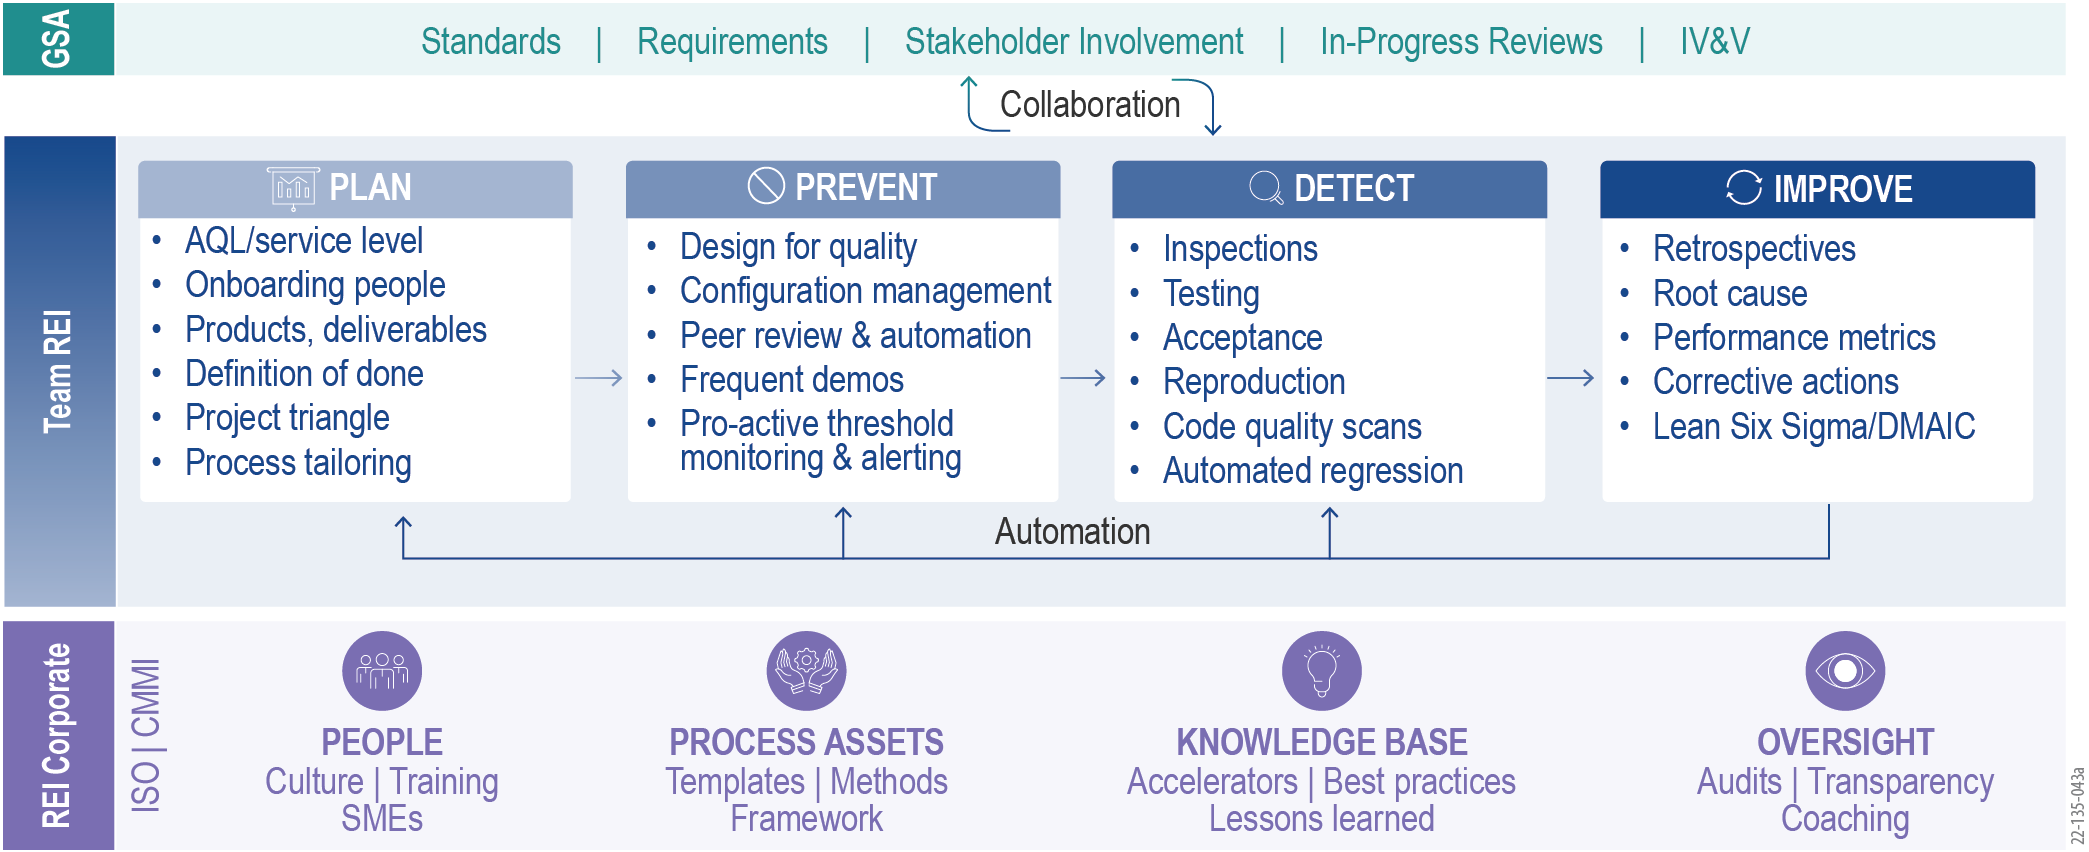 GSA
Standards | Requirements | Stakeholder Involvement | In-Progress Reviews | IV&V
Collaboration
Team REI
PLAN
• AQL/service level
• Onboarding people
• Products, deliverables
• Definition of done
• Project triangle
• Process tailoring
PREVENT
• Design for quality
• Configuration management
• Peer review & automation
• Frequent demos
• Pro-active threshold
monitoring & alerting
DETECT
• Inspections
• Testing
• Acceptance
• Reproduction
• Code quality scans
• Automated regression
IMPROVE
• Retrospectives
• Root cause
• Performance metrics
• Corrective actions
• Lean Six Sigma/DMAIC
Automation
REI Corporate
ISO | CMMI
PEOPLE
Culture | Training
SMEs
PROCESS ASSETS
Templates | Methods
Framework
KNOWLEDGE BASE
Accelerators | Best practices
Lessons learned
OVERSIGHT
Audits | Transparency
Coaching
22-135-043a